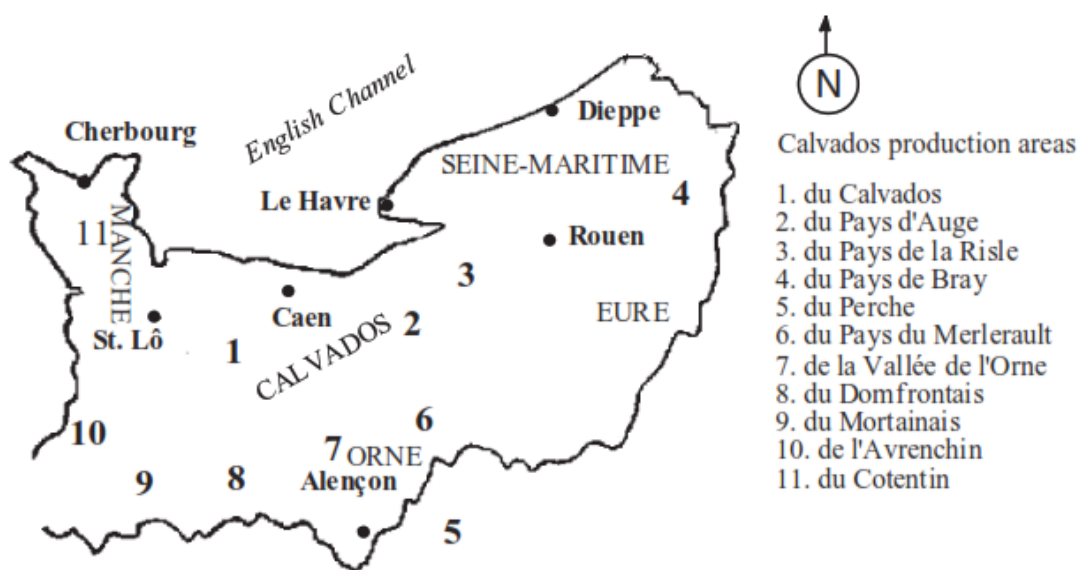 N
English Channel
Cherbourg
Dieppe
SEINE-MARITIME
Le Havre
4
11
MANCHE
Rouen
3
Caen
2
EURE
St. Lô
1
CALVADOS
10
6
7
ORNE
9
8
Alençon
5
Calvados production areas
1. du Calvados
2. du Pays d'Auge
3. du Pays de la Risle
4. du Pays de Bray
5. du Perche
6. du Pays du Merlerault
7. de la Vallée de l'Orne
8. du Domfrontais
9. du Mortainais
10. de l'Avrenchin
11. du Cotentin